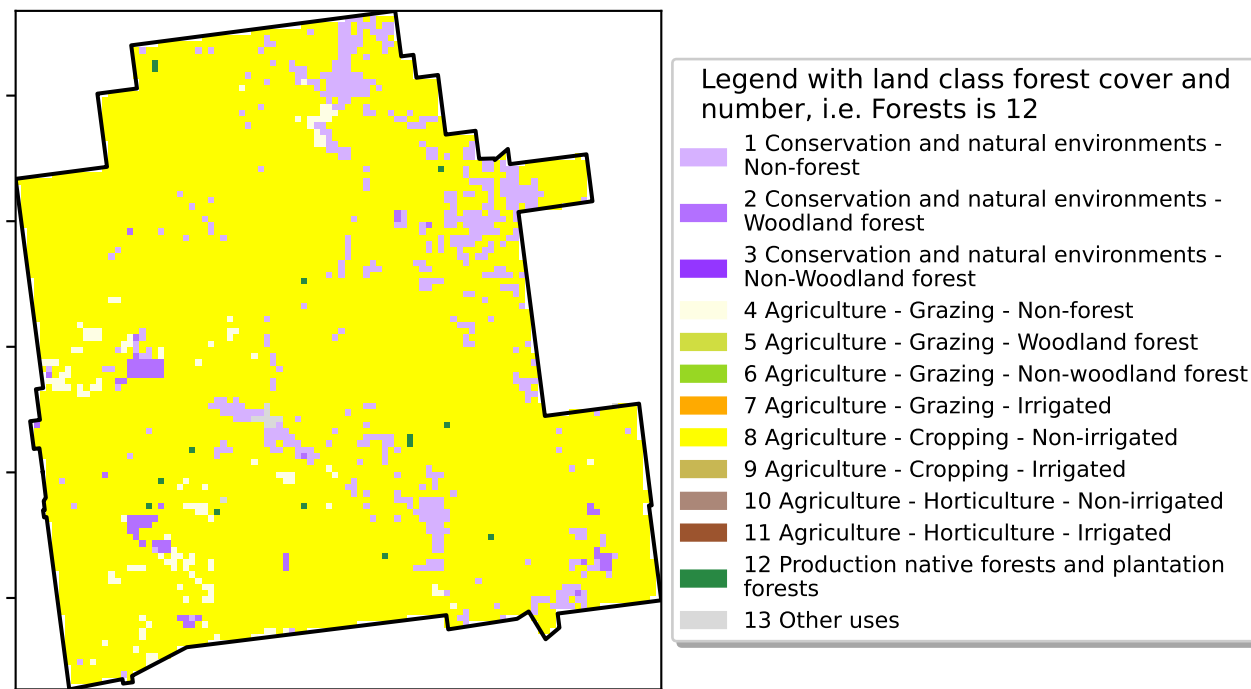 Legend with land class forest cover and
number, i.e. Forests is 12
1 Conservation and natural environments -
Non-forest
2 Conservation and natural environments -
Woodland forest
3 Conservation and natural environments -
Non-Woodland forest
4 Agriculture - Grazing - Non-forest
5 Agriculture - Grazing - Woodland forest
6 Agriculture - Grazing - Non-woodland forest
7 Agriculture - Grazing - Irrigated
8 Agriculture - Cropping - Non-irrigated
9 Agriculture - Cropping - Irrigated
10 Agriculture - Horticulture - Non-irrigated
11 Agriculture - Horticulture - Irrigated
12 Production native forests and plantation
forests
13 Other uses